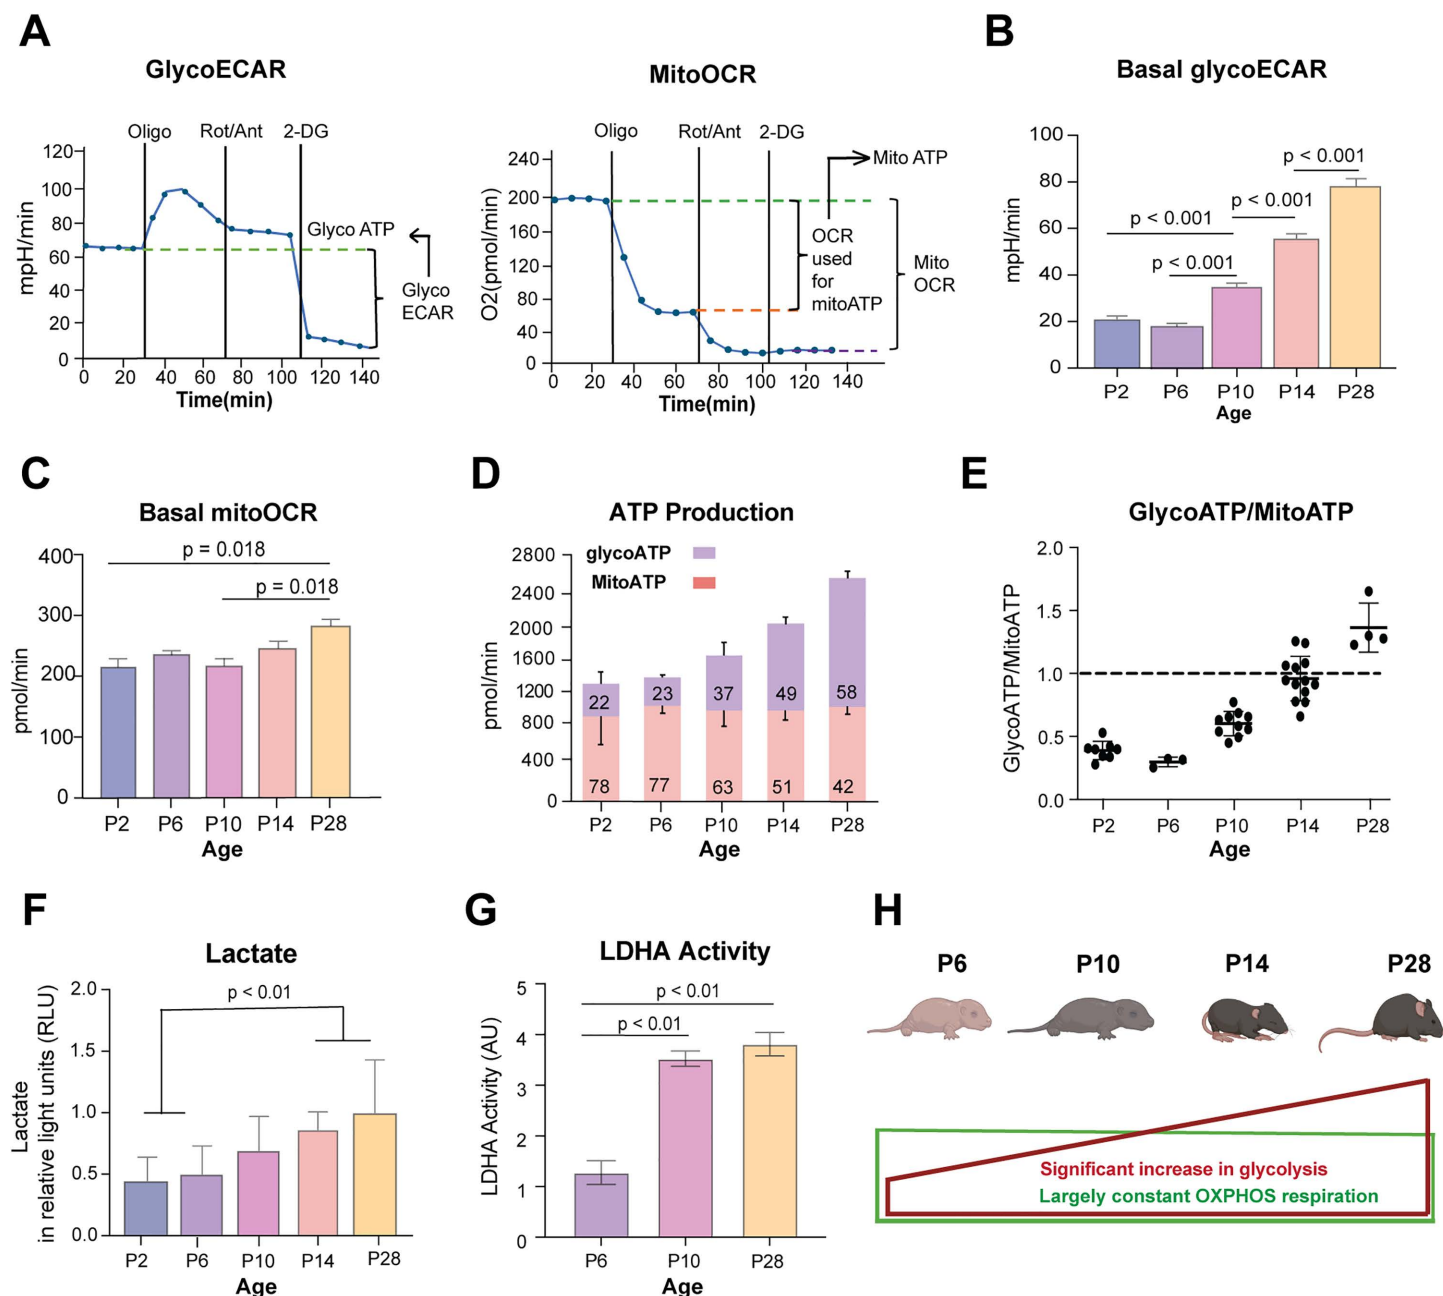 A
GlycoECAR
Oligo
Rot/Ant
2-DG
120
100
80
60
40
20
0
mpH/min
Glyco ATP
Glyco
ECAR
0 20 40 60 80 100 120 140
Time(min)
MitoOCR
Oligo
Rot/Ant
2-DG
Mito ATP
240
200
160
120
80
40
0
O2(pmol/min)
OCR
used
for
mitoATP
Mito
OCR
0 20 40 60 80 100 120 140
Time(min)
B
Basal glycoECAR
100
80
60
40
20
0
mpH/min
p < 0.001
p < 0.001
p < 0.001
p < 0.001
P2 P6 P10 P14 P28
Age
C
Basal mitoOCR
p = 0.018
p = 0.018
400
300
200
100
0
pmol/min
P2 P6 P10 P14 P28
Age
D
ATP Production
glycoATP
MitoATP
2800
2400
2000
1600
1200
800
400
0
pmol/min
22 23 37 49 58
78 77 63 51 42
P2 P6 P10 P14 P28
Age
E
GlycoATP/MitoATP
2.0
1.5
1.0
0.5
0.0
GlycoATP/MitoATP
P2 P6 P10 P14 P28
Age
F
Lactate
p < 0.01
2.0
1.5
1.0
0.5
0.0
Lactate
in relative light units (RLU)
P2 P6 P10 P14 P28
Age
G
LDHA Activity
p < 0.01
p < 0.01
5
4
3
2
1
0
LDHA Activity (AU)
P6 P10 P28
Age
H
P6 P10 P14 P28
Significant increase in glycolysis
Largely constant OXPHOS respiration